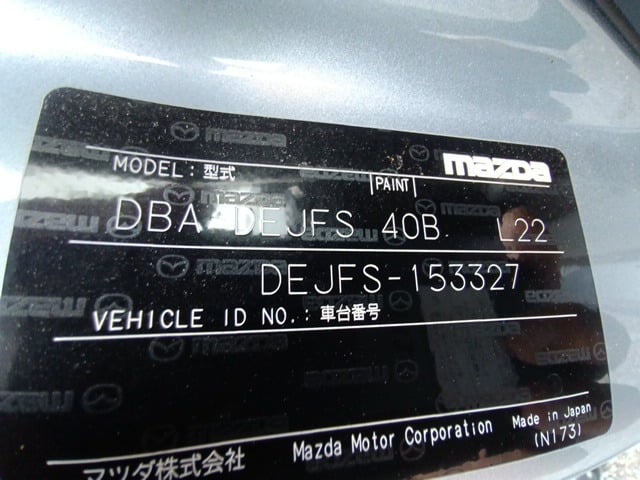 mazda
MODEL：型式 PAINT
DBA-DEJFS 40B L22
DEJFS-153327
VEHICLE ID NO.：車台番号
マツダ株式会社 Mazda Motor Corporation Made in Japan
(N173)